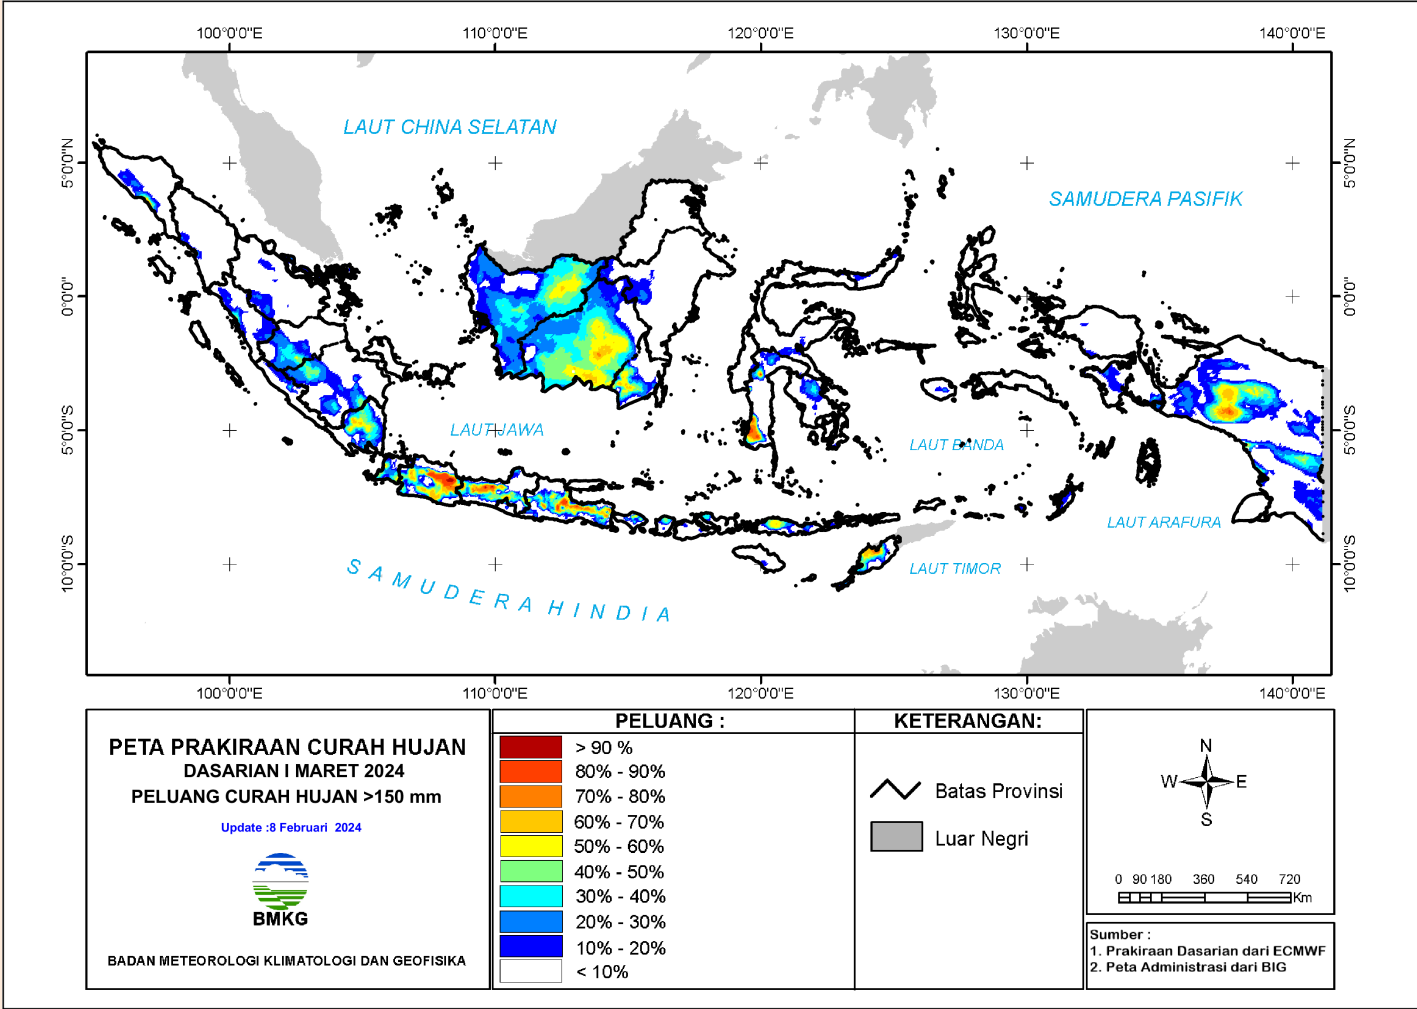 100°0'0"E 110°0'0"E 120°0'0"E 130°0'0"E 140°0'0"E
LAUT CHINA SELATAN
5°0'0"N 5°0'0"N
SAMUDERA PASIFIK
0°0'0" 0°0'0"
5°0'0"S LAUT JAWA LAUT BANDA 5°0'0"S
LAUT ARAFURA
10°0'0"S SAMUDERA HINDIA LAUT TIMOR 10°0'0"S
100°0'0"E 110°0'0"E 120°0'0"E 130°0'0"E 140°0'0"E
PETA PRAKIRAAN CURAH HUJAN
DASARIAN I MARET 2024
PELUANG CURAH HUJAN >150 mm
Update :8 Februari 2024
BMKG
BADAN METEOROLOGI KLIMATOLOGI DAN GEOFISIKA
PELUANG :
> 90 %
80% - 90%
70% - 80%
60% - 70%
50% - 60%
40% - 50%
30% - 40%
20% - 30%
10% - 20%
< 10%
KETERANGAN:
Batas Provinsi
Luar Negri
N
W E
S
0 90 180 360 540 720
Km
Sumber :
1. Prakiraan Dasarian dari ECMWF
2. Peta Administrasi dari BIG